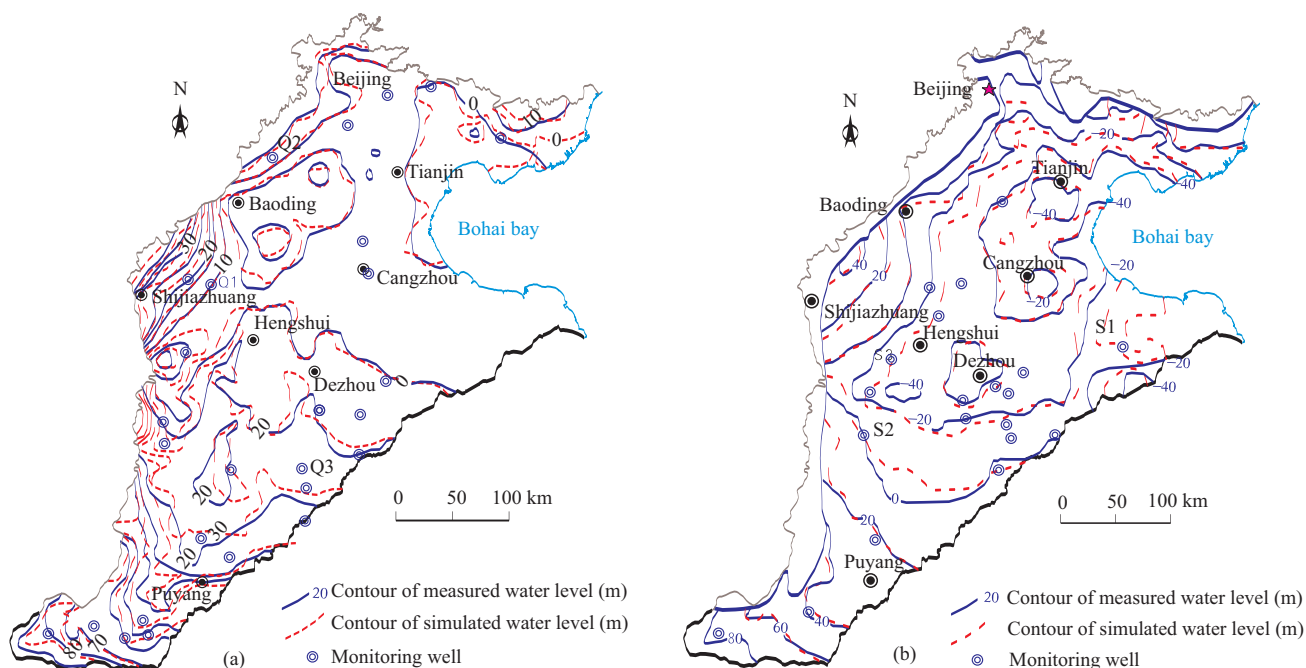 N
Beijing
0
10
0
Q2
Tianjin
Baoding
Bohai bay
30
20
10
Q1
Cangzhou
Shijiazhuang
Hengshui
Dezhou
0
20
Q3
20
30
20
0 50 100 km
Puyang
80
70
20 Contour of measured water level (m)
Contour of simulated water level (m)
Monitoring well
(a)
N
Beijing
−20
Tianjin
−40
Baoding
−40
Bohai bay
40
20
Cangzhou
−20
−20
Shijiazhuang
S1
Hengshui
Dezhou
−20
−40
−40
−20
S2
0
0 50 100 km
20
Puyang
40
60
80
20 Contour of measured water level (m)
Contour of simulated water level (m)
Monitoring well
(b)